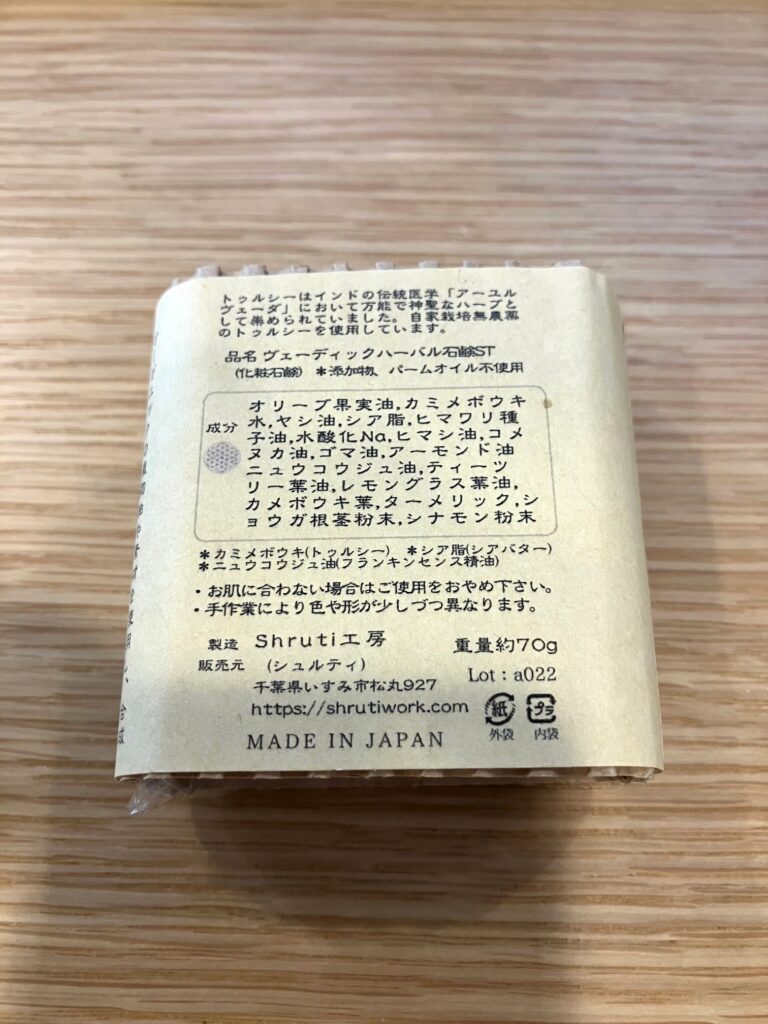 トゥルシーはインドの伝統医学「アーユル
ヴェーダ」において万能で神聖なハーブと
して崇められていました。自家栽培無農薬
のトゥルシーを使用しています。
品名 ヴェーディックハーバル石鹸ST
(化粧石鹸) *添加物、パームオイル不使用
成分
オリーブ果実油,カミメボウキ
水,ヤシ油,シア脂,ヒマワリ種
子油,水酸化Na,ヒマシ油,コメ
ヌカ油,ゴマ油,アーモンド油
ニュウコウジュ油,ティーツ
リー葉油,レモングラス葉油,
カメボウキ葉,ターメリック,シ
ョウガ根茎粉末,シナモン粉末
*カミメボウキ(トゥルシー) *シア脂(シアバター)
*ニュウコウジュ油(フランキンセンス精油)
・お肌に合わない場合はご使用をおやめ下さい。
・手作業により色や形が少しづつ異なります。
製造 Shruti工房 重量約70g
販売元 (シュルティ) Lot:a022
千葉県いすみ市松丸927
https://shrutiwork.com 紙 プラ
外袋 内袋
MADE IN JAPAN